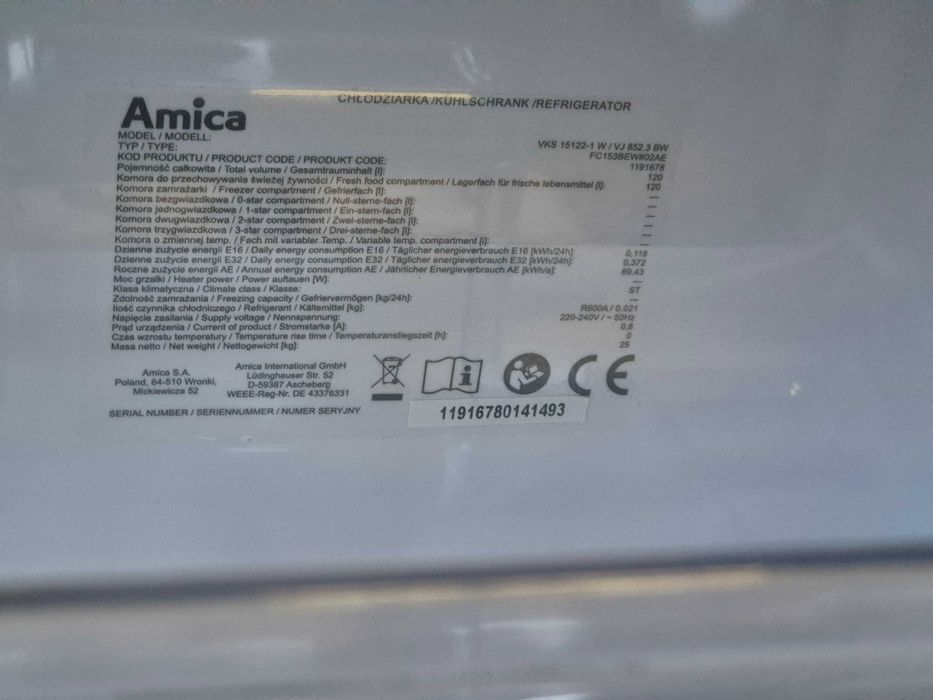 Amica
CHŁODZIARKA /KÜHLSCHRANK /REFRIGERATOR
MODEL / MODELL: VKS 15122-1 W / VJ 852.3 BW
TYP / TYPE: FC153BEW#02AE
KOD PRODUKTU / PRODUCT CODE / PRODUKT CODE: 1191678
Pojemność całkowita / Total volume / Gesamtrauminhalt [l]: 120
Komora do przechowywania świeżej żywności / Fresh food compartment / Lagerfach für frische lebensmittel [l]: 120
Komora zamrażarki / Freezer compartment / Gefrierfach [l]: —
Komora bezgwiazdkowa / 0-star compartment / Null-sterne-fach [l]: —
Komora jednogwiazdkowa / 1-star compartment / Ein-stern-fach [l]: —
Komora dwugwiazdkowa / 2-star compartment / Zwei-sterne-fach [l]: —
Komora trzygwiazdkowa / 3-star compartment / Drei-sterne-fach [l]: —
Komora o zmiennej temp. / Fach mit variabler Temp. / Variable temp. compartment [l]: —
Dzienne zużycie energii E16 / Daily energy consumption E16 / Täglicher energieverbrauch E16 [kWh/24h]: 0,118
Dzienne zużycie energii E32 / Daily energy consumption E32 / Täglicher energieverbrauch E32 [kWh/24h]: 0,372
Roczne zużycie energii AE / Annual energy consumption AE / Jährlicher Energieverbrauch AE [kWh/a]: 89,43
Moc grzałki / Heater power / Power auftauen [W]: —
Klasa klimatyczna / Climate class / Klasse: ST
Zdolność zamrażania / Freezing capacity / Gefriervermögen [kg/24h]: —
Ilość czynnika chłodniczego / Refrigerant / Kältemittel [kg]: R600A / 0,021
Napięcie zasilania / Supply voltage / Nennspannung: 220-240V / ~ 50Hz
Prąd urządzenia / Current of product / Stromstarke [A]: 0,8
Czas wzrostu temperatury / Temperature rise time / Temperaturanstiegszeit [h]: 0
Masa netto / Net weight / Nettogewicht [kg]: 25
Amica S.A.
Poland, 64-510 Wronki,
Mickiewicza 52
Amica International GmbH
Lüdinghauser Str. 52
D-59387 Ascheberg
WEEE-Reg-Nr. DE 43376331
CE
SERIAL NUMBER / SERIENNUMMER / NUMER SERYJNY 11916780141493